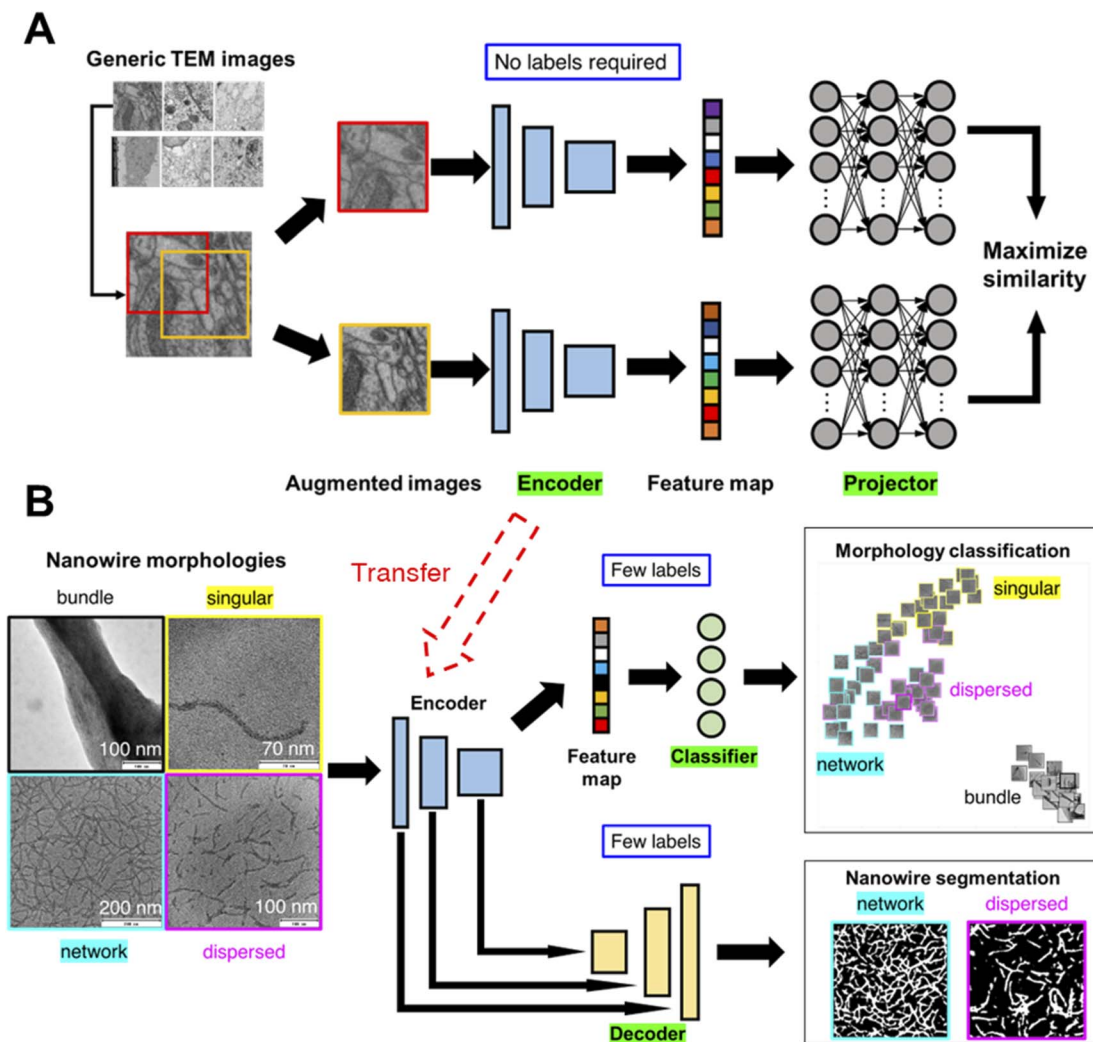 A
Generic TEM images
No labels required
Maximize
similarity
Augmented images
Encoder
Feature map
Projector
B
Nanowire morphologies
bundle
singular
100 nm
70 nm
200 nm
100 nm
network
dispersed
Transfer
Encoder
Few labels
Feature
map
Classifier
Few labels
Decoder
Morphology classification
singular
dispersed
network
bundle
Nanowire segmentation
network
dispersed